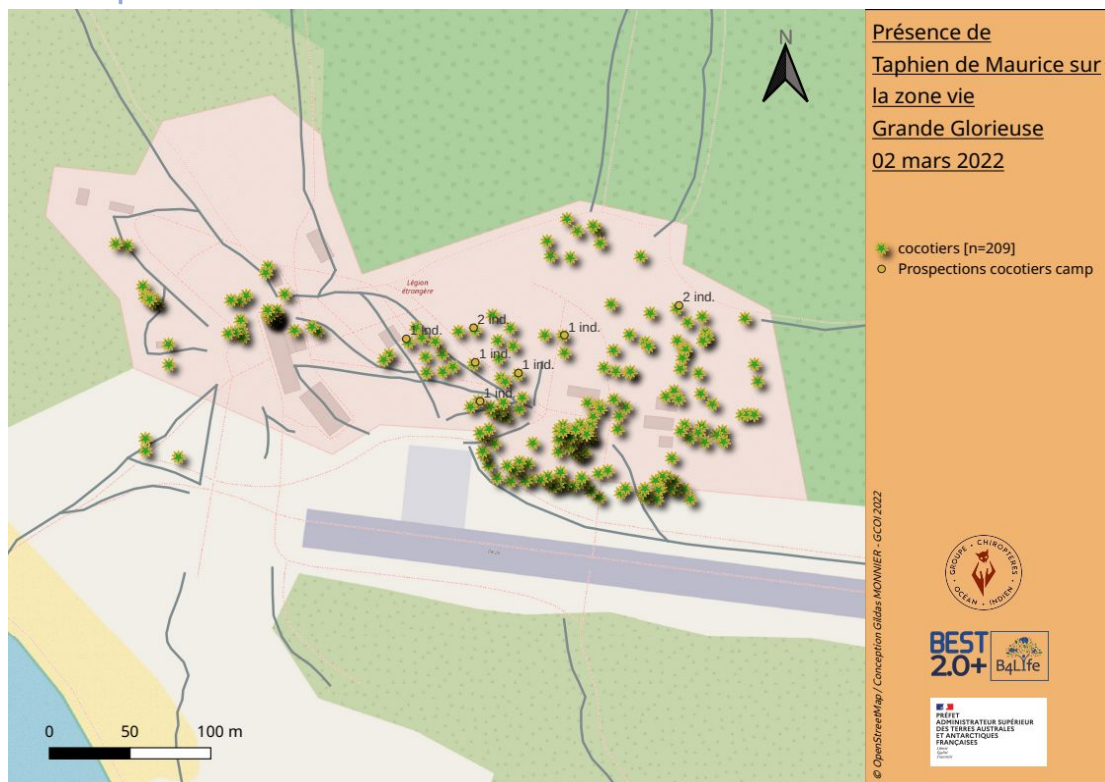 N
Légion
étrangère
2 ind.
2 ind.
1 ind.
1 ind.
1 ind.
1 ind.
1 ind.
0 50 100 m
Présence de
Taphien de Maurice sur
la zone vie
Grande Glorieuse
02 mars 2022
cocotiers [n=209]
Prospections cocotiers camp
© OpenStreetMap / Conception Gildas MONNIER - GCOI 2022
GROUPE • CHIROPTÈRES
OCÉAN • INDIEN
BEST
2.0+
B4LIfe
PRÉFET
ADMINISTRATEUR SUPÉRIEUR
DES TERRES AUSTRALES
ET ANTARCTIQUES
FRANÇAISES
Liberté
Égalité
Fraternité